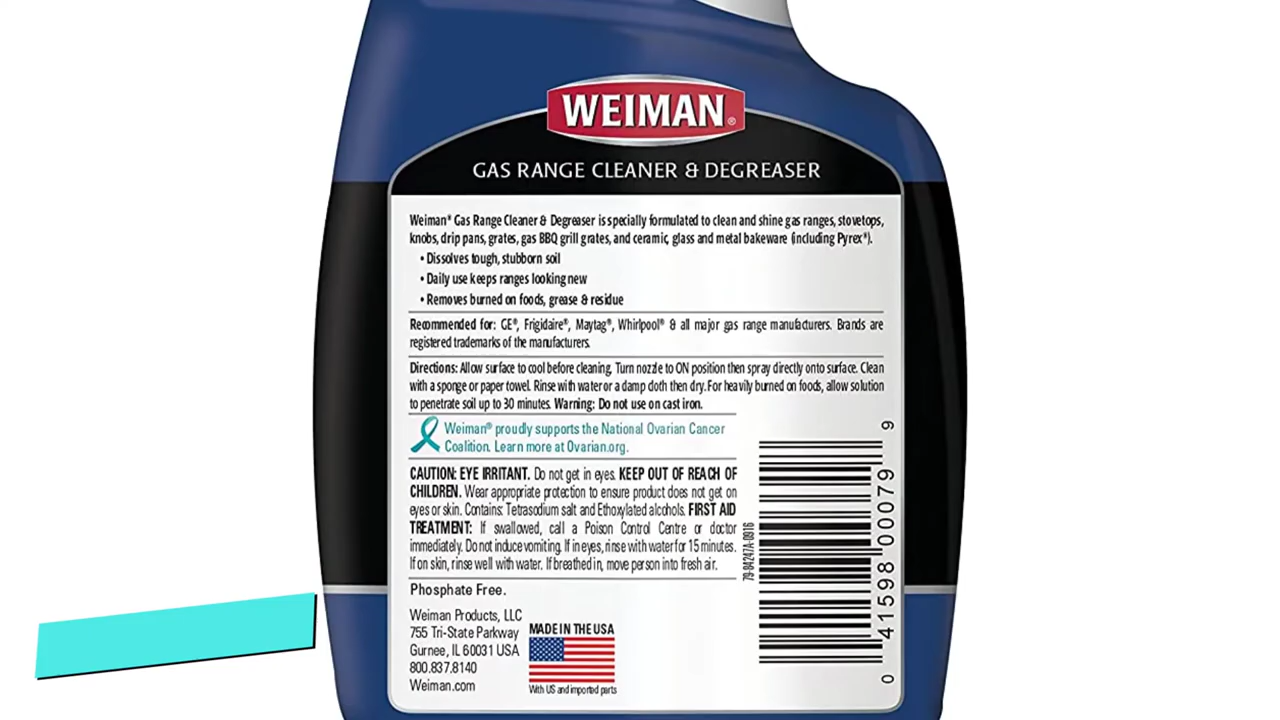 WEIMAN®
GAS RANGE CLEANER & DEGREASER
Weiman® Gas Range Cleaner & Degreaser is specially formulated to clean and shine gas ranges, stovetops,
knobs, drip pans, grates, gas BBQ grill grates, and ceramic, glass and metal bakeware (including Pyrex®).
• Dissolves tough, stubborn soil
• Daily use keeps ranges looking new
• Removes burned on foods, grease & residue
Recommended for: GE®, Frigidaire®, Maytag®, Whirlpool® & all major gas range manufacturers. Brands are
registered trademarks of the manufacturers.
Directions: Allow surface to cool before cleaning. Turn nozzle to ON position then spray directly onto surface. Clean
with a sponge or paper towel. Rinse with water or a damp cloth then dry. For heavily burned on foods, allow solution
to penetrate soil up to 30 minutes. Warning: Do not use on cast iron.
Weiman® proudly supports the National Ovarian Cancer
Coalition. Learn more at Ovarian.org.
CAUTION: EYE IRRITANT. Do not get in eyes. KEEP OUT OF REACH OF
CHILDREN. Wear appropriate protection to ensure product does not get on
eyes or skin. Contains: Tetrasodium salt and Ethoxylated alcohols. FIRST AID
TREATMENT: If swallowed, call a Poison Control Centre or doctor
immediately. Do not induce vomiting. If in eyes, rinse with water for 15 minutes.
If on skin, rinse well with water. If breathed in, move person into fresh air.
Phosphate Free.
Weiman Products, LLC
755 Tri-State Parkway
Gurnee, IL 60031 USA
800.837.8140
Weiman.com
MADE IN THE USA
With US and imported parts
79-84247A-0916
0 41598 00079 9